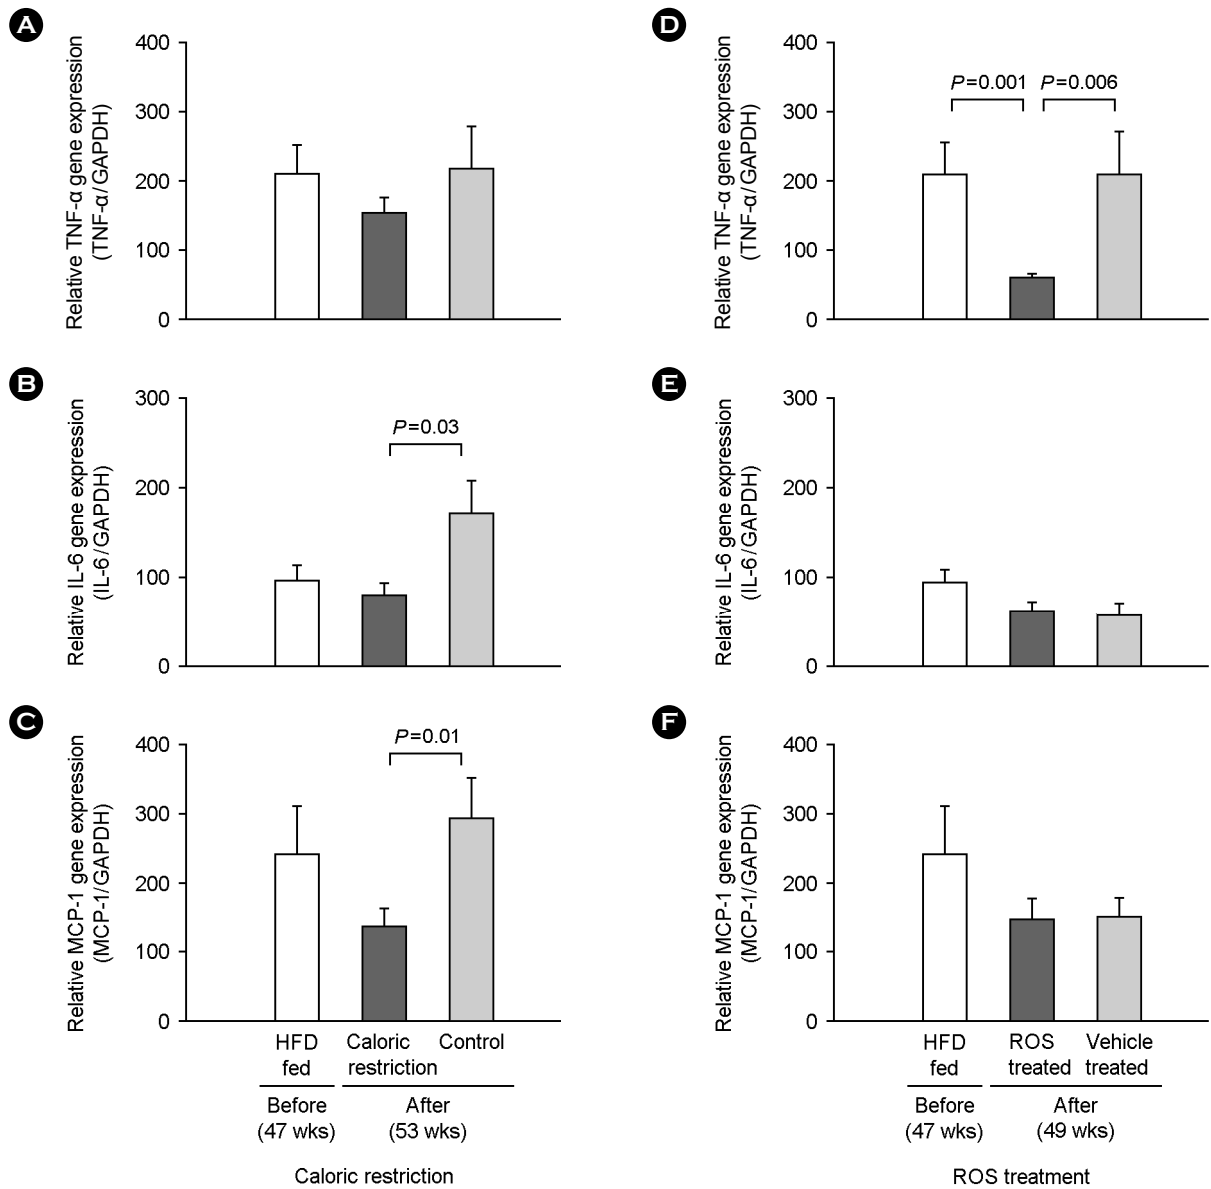 A
Relative TNF-α gene expression
(TNF-α/GAPDH)
400
300
200
100
0
D
Relative TNF-α gene expression
(TNF-α/GAPDH)
400
300
200
100
0
P=0.001
P=0.006
B
Relative IL-6 gene expression
(IL-6/GAPDH)
300
200
100
0
P=0.03
E
Relative IL-6 gene expression
(IL-6/GAPDH)
300
200
100
0
C
Relative MCP-1 gene expression
(MCP-1/GAPDH)
400
300
200
100
0
P=0.01
HFD
fed
Caloric
restriction
Control
Before
(47 wks)
After
(53 wks)
Caloric restriction
F
Relative MCP-1 gene expression
(MCP-1/GAPDH)
400
300
200
100
0
HFD
fed
ROS
treated
Vehicle
treated
Before
(47 wks)
After
(49 wks)
ROS treatment